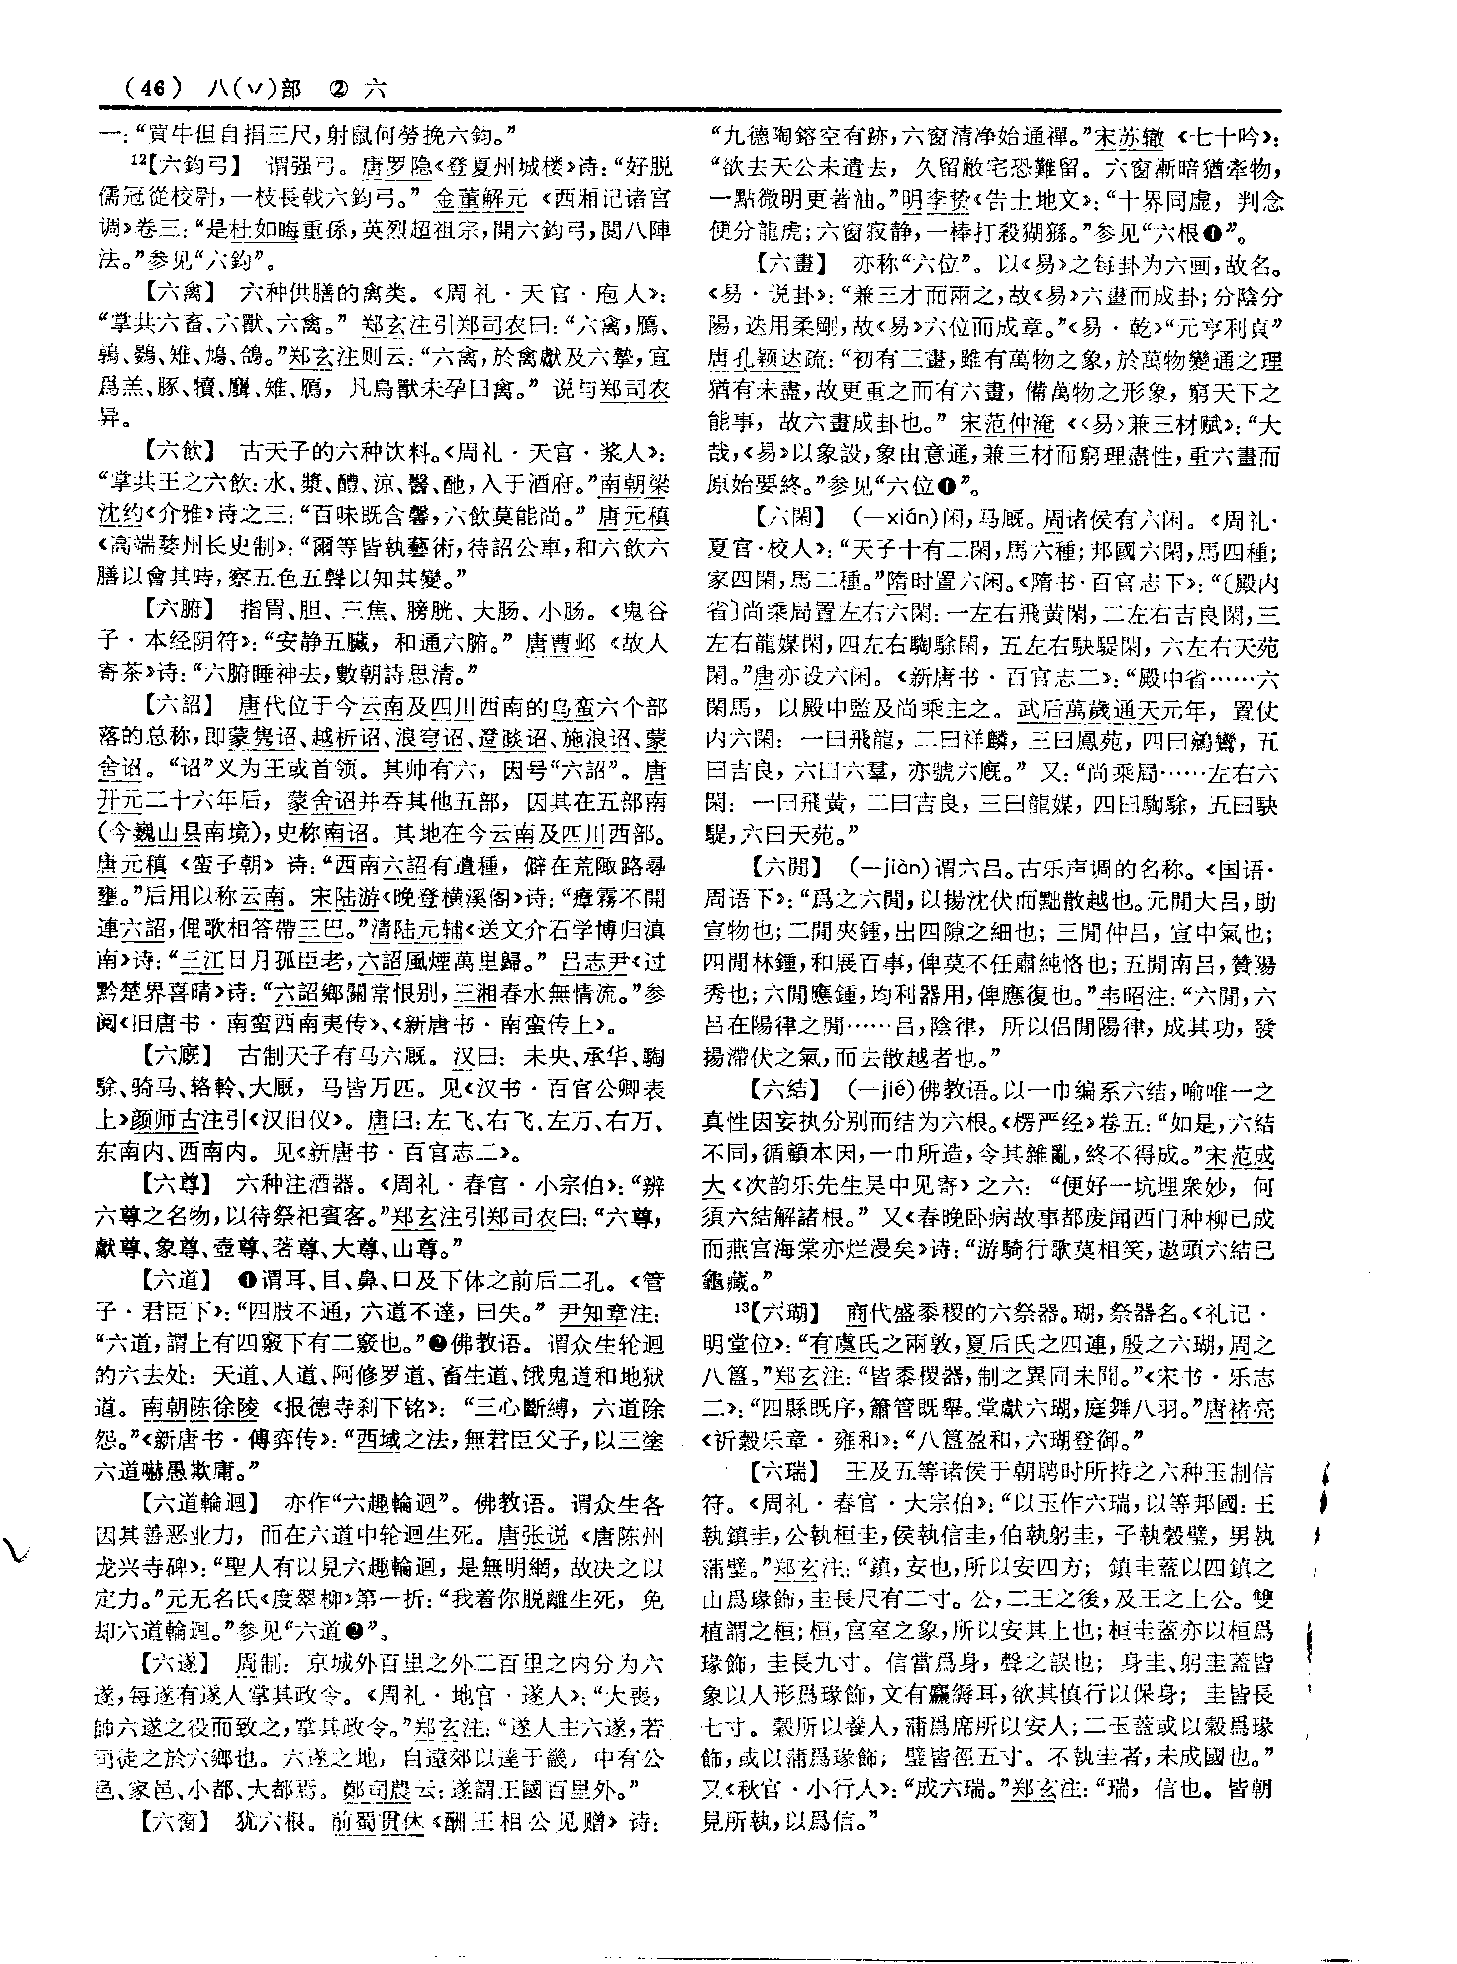 (46) 八(丷)部 ② 六
一:“買牛但自捐三尺,射鼠何勞挽六鈞。”
12【六鈞弓】 谓强弓。唐罗隐《登夏州城楼》诗:“好脱
儒冠從校尉,一枝長戟六鈞弓。” 金董解元《西厢记诸宫
调》卷三:“是杜如晦重孫,英烈超祖宗,開六鈞弓,閲八陣
法。”参见“六鈞”。
【六禽】 六种供膳的禽类。《周礼·天官·庖人》:
“掌共六畜、六獸、六禽。” 郑玄注引郑司农曰:“六禽,鴈、
鶉、鷃、雉、鳩、鴿。”郑玄注则云:“六禽,於禽獻及六摯,宜
爲羔、豚、犢、麛、雉、鴈,凡鳥獸未孕曰禽。” 说与郑司农
异。
【六飲】 古天子的六种饮料。《周礼·天官·浆人》:
“掌共王之六飲:水、漿、醴、涼、醫、酏,入于酒府。”南朝梁
沈约《介雅》诗之三:“百味既含馨,六飲莫能尚。” 唐元稹
《高端婺州长史制》:“爾等皆執藝術,待詔公車,和六飲六
膳以會其時,察五色五聲以知其變。”
【六腑】 指胃、胆、三焦、膀胱、大肠、小肠。《鬼谷
子·本经阴符》:“安静五臟,和通六腑。” 唐曹邺《故人
寄茶》诗:“六腑睡神去,數朝詩思清。”
【六詔】 唐代位于今云南及四川西南的乌蛮六个部
落的总称,即蒙巂诏、越析诏、浪穹诏、邆赕诏、施浪诏、蒙
舍诏。“诏”义为王或首领。其帅有六,因号“六詔”。唐
开元二十六年后,蒙舍诏并吞其他五部,因其在五部南
(今巍山县南境),史称南诏。其地在今云南及四川西部。
唐元稹《蛮子朝》诗:“西南六詔有遺種,僻在荒陬路尋
壅。”后用以称云南。宋陆游《晚登横溪阁》诗:“瘴霧不開
連六詔,俚歌相答帶三巴。”清陆元辅《送文介石学博归滇
南》诗:“三江日月孤臣老,六詔風煙萬里歸。” 吕志尹《过
黔楚界喜晴》诗:“六詔鄉關常恨别,三湘春水無情流。”参
阅《旧唐书·南蛮西南夷传》、《新唐书·南蛮传上》。
【六廄】 古制天子有马六厩。汉曰:未央、承华、騊
駼、骑马、輅軨、大厩,马皆万匹。见《汉书·百官公卿表
上》颜师古注引《汉旧仪》。唐曰:左飞、右飞、左万、右万、
东南内、西南内。见《新唐书·百官志二》。
【六尊】 六种注酒器。《周礼·春官·小宗伯》:“辨
六尊之名物,以待祭祀賓客。”郑玄注引郑司农曰:“六尊,
獻尊、象尊、壺尊、著尊、大尊、山尊。”
【六道】 ❶谓耳、目、鼻、口及下体之前后二孔。《管
子·君臣下》:“四肢不通,六道不達,曰失。” 尹知章注:
“六道,謂上有四竅下有二竅也。”❷佛教语。谓众生轮迴
的六去处:天道、人道、阿修罗道、畜生道、饿鬼道和地狱
道。南朝陈徐陵《报德寺刹下铭》:“三心斷縛,六道除
怨。”《新唐书·傅弈传》:“西域之法,無君臣父子,以三塗
六道嚇愚欺庸。”
【六道輪迴】 亦作“六趣輪迴”。佛教语。谓众生各
因其善恶业力,而在六道中轮迴生死。唐张说《唐陈州
龙兴寺碑》:“聖人有以見六趣輪迴,是無明網,故决之以
定力。”元无名氏《度翠柳》第一折:“我着你脱離生死,免
却六道輪迴。”参见“六道❷”。
【六遂】 周制:京城外百里之外二百里之内分为六
遂,每遂有遂人掌其政令。《周礼·地官·遂人》:“大喪,
帥六遂之役而致之,掌其政令。”郑玄注:“遂人主六遂,若
司徒之於六鄉也。六遂之地,自遠郊以達于畿,中有公
邑、家邑、小都、大都焉。鄭司農云:遂謂王國百里外。”
【六窗】 犹六根。前蜀贯休《酬王相公见赠》诗:
“九德陶鎔空有跡,六窗清净始通禪。”宋苏辙《七十吟》:
“欲去天公未遣去,久留敝宅恐難留。六窗漸暗猶牽物,
一點微明更著油。”明李贽《告土地文》:“十界同虚,判念
便分龍虎;六窗寂静,一棒打殺猢猻。”参见“六根❶”。
【六畫】 亦称“六位”。以《易》之每卦为六画,故名。
《易·说卦》:“兼三才而兩之,故《易》六畫而成卦;分陰分
陽,迭用柔剛,故《易》六位而成章。”《易·乾》“元亨利貞”
唐孔颖达疏:“初有三畫,雖有萬物之象,於萬物變通之理
猶有未盡,故更重之而有六畫,備萬物之形象,窮天下之
能事,故六畫成卦也。” 宋范仲淹《〈易〉兼三材赋》:“大
哉,《易》以象設,象由意通,兼三材而窮理盡性,重六畫而
原始要終。”参见“六位❶”。
【六閑】 (—xián)闲,马厩。周诸侯有六闲。《周礼·
夏官·校人》:“天子十有二閑,馬六種;邦國六閑,馬四種;
家四閑,馬二種。”隋时置六闲。《隋书·百官志下》:“〔殿内
省〕尚乘局置左右六閑:一左右飛黄閑,二左右吉良閑,三
左右龍媒閑,四左右騊駼閑,五左右駃騠閑,六左右天苑
閑。”唐亦设六闲。《新唐书·百官志二》:“殿中省……六
閑馬,以殿中監及尚乘主之。武后萬歲通天元年,置仗
内六閑:一曰飛龍,二曰祥麟,三曰鳳苑,四曰鵷鸞,五
曰吉良,六曰六羣,亦號六廄。” 又:“尚乘局……左右六
閑:一曰飛黄,二曰吉良,三曰龍媒,四曰騊駼,五曰駃
騠,六曰天苑。”
【六閒】 (—jiàn)谓六吕。古乐声调的名称。《国语·
周语下》:“爲之六閒,以揚沈伏而黜散越也。元閒大吕,助
宣物也;二閒夾鍾,出四隙之細也;三閒仲吕,宣中氣也;
四閒林鍾,和展百事,俾莫不任肅純恪也;五閒南吕,贊陽
秀也;六閒應鍾,均利器用,俾應復也。”韦昭注:“六閒,六
吕在陽律之閒……吕,陰律,所以侣閒陽律,成其功,發
揚滯伏之氣,而去散越者也。”
【六結】 (—jié)佛教语。以一巾编系六结,喻唯一之
真性因妄执分别而结为六根。《楞严经》卷五:“如是,六結
不同,循顧本因,一巾所造,令其雜亂,終不得成。”宋范成
大《次韵乐先生吴中见寄》之六:“便好一坑埋衆妙,何
須六結解諸根。” 又《春晚卧病故事都废闻西门种柳已成
而燕宫海棠亦烂漫矣》诗:“游騎行歌莫相笑,遨頭六結已
龜藏。”
13【六瑚】 商代盛黍稷的六祭器。瑚,祭器名。《礼记·
明堂位》:“有虞氏之兩敦,夏后氏之四連,殷之六瑚,周之
八簋。”郑玄注:“皆黍稷器,制之異同未聞。”《宋书·乐志
二》:“四縣既序,簫管既舉。堂獻六瑚,庭舞八羽。”唐褚亮
《祈穀乐章·雍和》:“八簋盈和,六瑚登御。”
【六瑞】 王及五等诸侯于朝聘时所持之六种玉制信
符。《周礼·春官·大宗伯》:“以玉作六瑞,以等邦國:王
執鎮圭,公執桓圭,侯執信圭,伯執躬圭,子執穀璧,男執
蒲璧。”郑玄注:“鎮,安也,所以安四方;鎮圭蓋以四鎮之
山爲瑑飾,圭長尺有二寸。公,二王之後,及王之上公。雙
植謂之桓;桓,宫室之象,所以安其上也;桓圭蓋亦以桓爲
瑑飾,圭長九寸。信當爲身,聲之誤也;身圭、躬圭蓋皆
象以人形爲瑑飾,文有麤縟耳,欲其慎行以保身;圭皆長
七寸。穀所以養人,蒲爲席所以安人;二玉蓋或以穀爲瑑
飾,或以蒲爲瑑飾;璧皆徑五寸。不執圭者,未成國也。”
又《秋官·小行人》:“成六瑞。”郑玄注:“瑞,信也。皆朝
見所執,以爲信。”